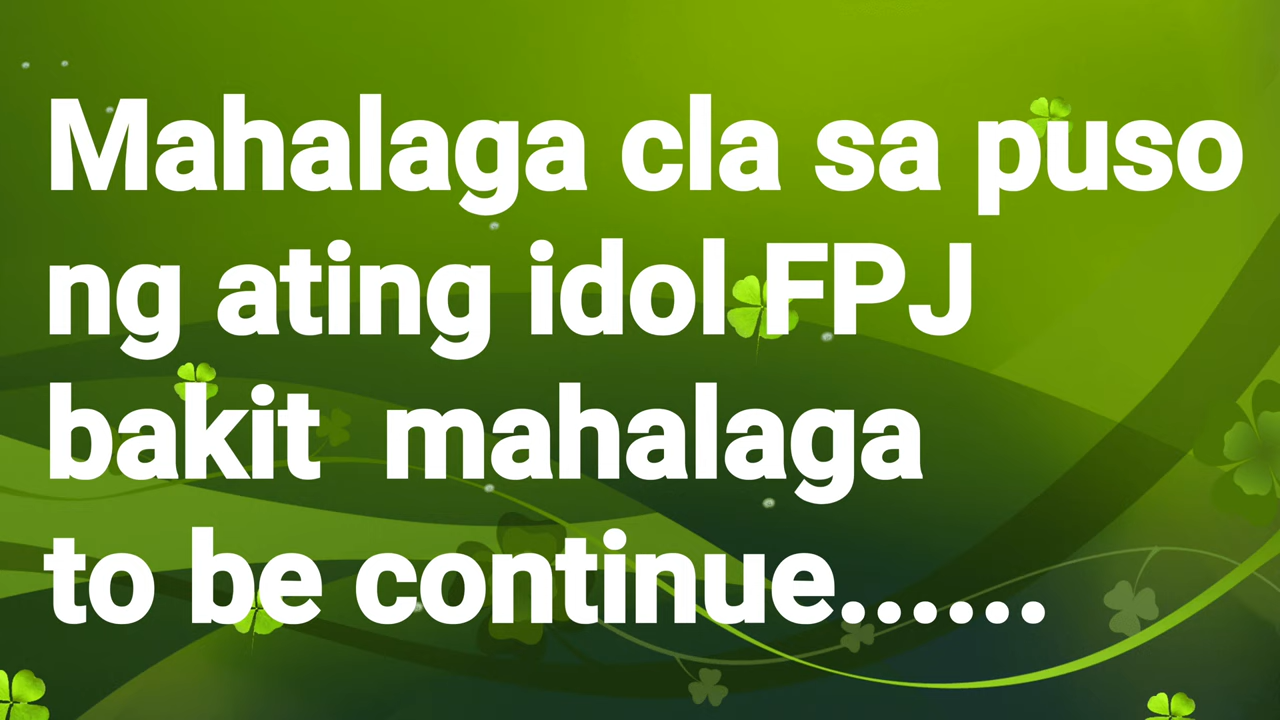 Mahalaga cla sa puso
ng ating idol FPJ
bakit  mahalaga
to be continue......